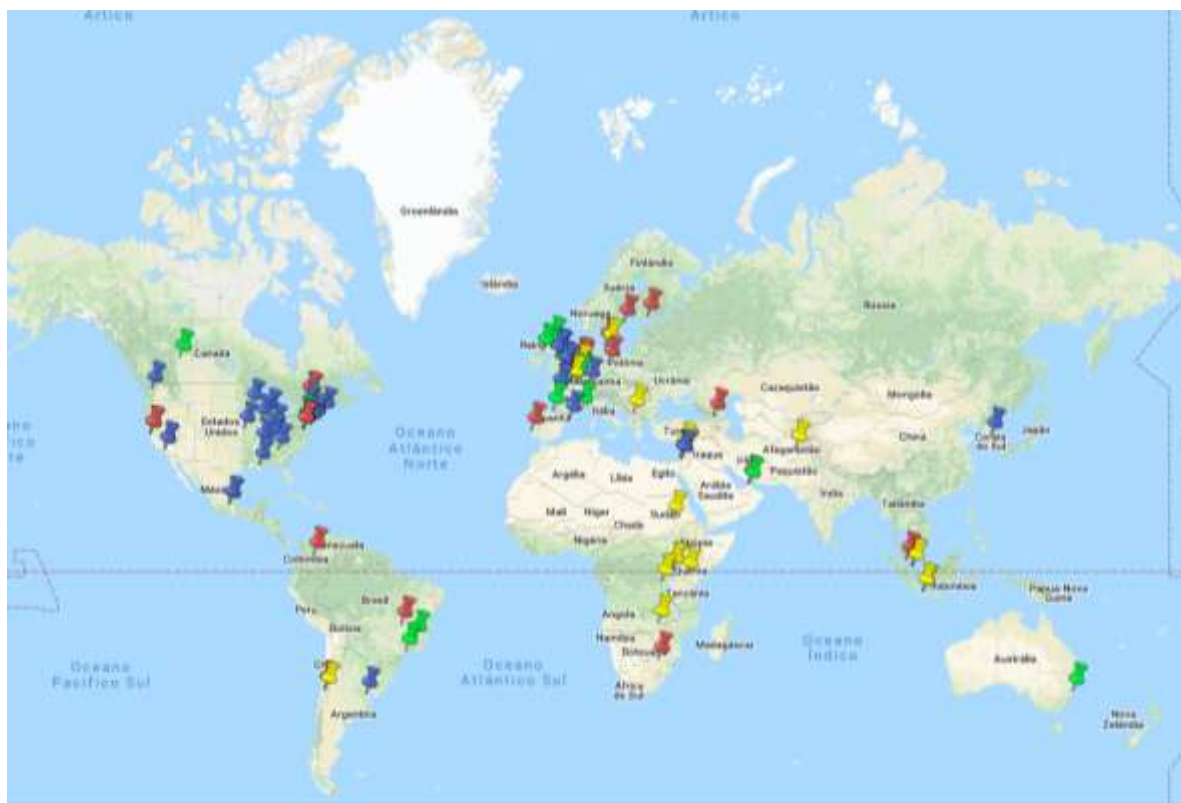 Ártico
Ártico
Groenlândia
Islândia
Finlândia
Suécia
Noruega
Rússia
Canadá
Polônia
Ucrânia
Cazaquistão
Mongólia
Itália
Estados
Unidos
Oceano
Atlântico
Norte
Iraque
Afeganistão
China
Coreia
do Sul
Japão
Paquistão
Argélia
Líbia
Egito
Arábia
Saudita
Índia
Mali
Níger
Chade
Sudão
Tailândia
Nigéria
Venezuela
Colômbia
Indonésia
Papua-Nova
Guiné
Peru
Brasil
Bolívia
Angola
Tanzânia
Namíbia
Botsuana
Madagascar
Oceano
Índico
Austrália
Oceano
Pacífico Sul
Oceano
Atlântico Sul
África
do Sul
Argentina
Nova
Zelândia